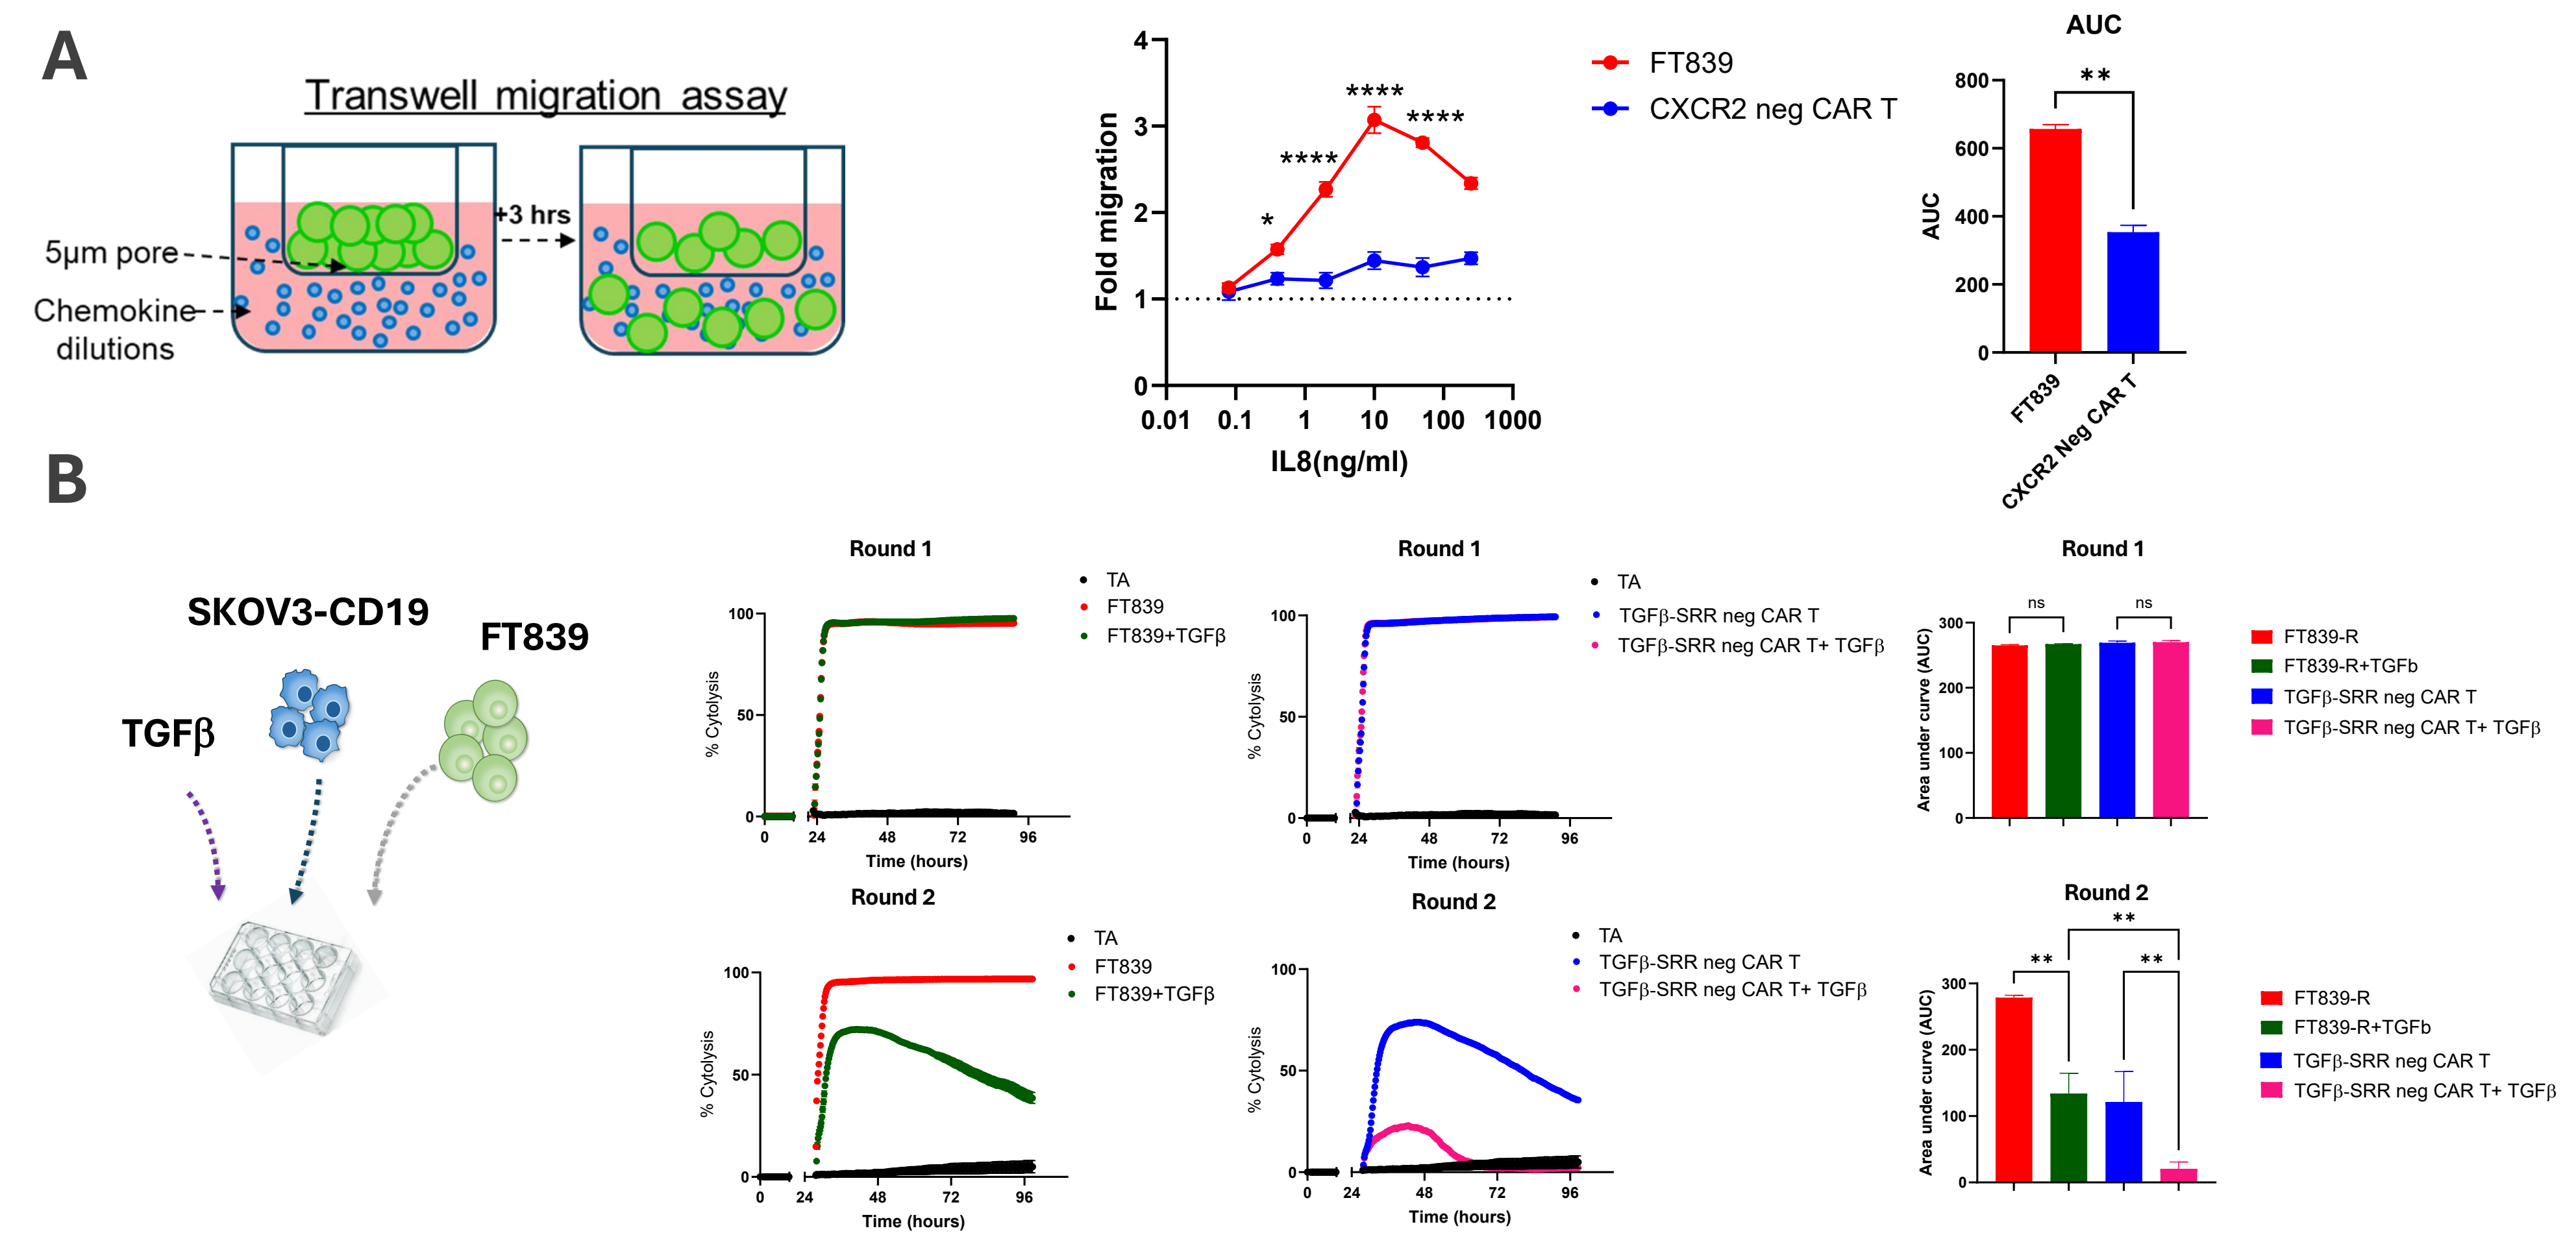 A
Transwell migration assay
5µm pore
Chemokine
dilutions
+3 hrs
Fold migration
4
3
2
1
0
0.01 0.1 1 10 100 1000
IL8(ng/ml)
*
****
****
****
FT839
CXCR2 neg CAR T
AUC
**
AUC
800
600
400
200
0
FT839
CXCR2 Neg CAR T
B
SKOV3-CD19
FT839
TGFβ
Round 1
TA
FT839
FT839+TGFβ
% Cytolysis
100
50
0
0 24 48 72 96
Time (hours)
Round 1
TA
TGFβ-SRR neg CAR T
TGFβ-SRR neg CAR T+ TGFβ
% Cytolysis
100
50
0
0 24 48 72 96
Time (hours)
Round 1
ns ns
Area under curve (AUC)
300
200
100
0
FT839-R
FT839-R+TGFb
TGFβ-SRR neg CAR T
TGFβ-SRR neg CAR T+ TGFβ
Round 2
TA
FT839
FT839+TGFβ
% Cytolysis
100
50
0
0 24 48 72 96
Time (hours)
Round 2
TA
TGFβ-SRR neg CAR T
TGFβ-SRR neg CAR T+ TGFβ
% Cytolysis
100
50
0
0 24 48 72 96
Time (hours)
Round 2
**
** **
Area under curve (AUC)
300
200
100
0
FT839-R
FT839-R+TGFb
TGFβ-SRR neg CAR T
TGFβ-SRR neg CAR T+ TGFβ